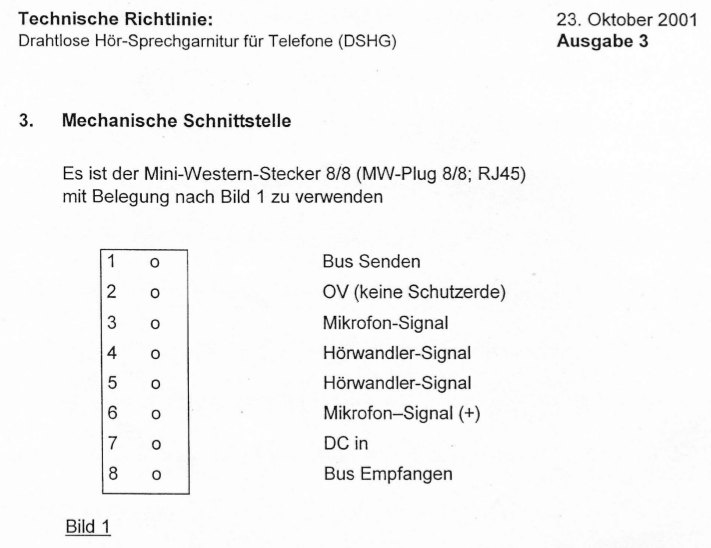 Technische Richtlinie: 23. Oktober 2001
Drahtlose Hör-Sprechgarnitur für Telefone (DSHG) Ausgabe 3
3. Mechanische Schnittstelle
Es ist der Mini-Western-Stecker 8/8 (MW-Plug 8/8; RJ45)
mit Belegung nach Bild 1 zu verwenden
1 o Bus Senden
2 o OV (keine Schutzerde)
3 o Mikrofon-Signal
4 o Hörwandler-Signal
5 o Hörwandler-Signal
6 o Mikrofon–Signal (+)
7 o DC in
8 o Bus Empfangen
Bild 1